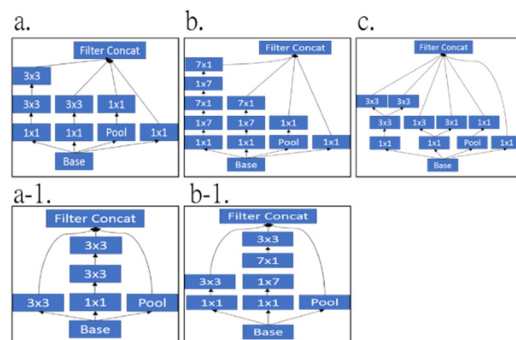 a.
Filter Concat
3x3
3x3 3x3 1x1
1x1 1x1 Pool 1x1
Base
b.
Filter Concat
7x1
1x7
7x1 7x1
1x7 1x7 1x1
1x1 1x1 Pool 1x1
Base
c.
Filter Concat
3x3 3x3
3x3 1x3 3x1 1x1
1x1 1x1 Pool 1x1
Base
a-1.
Filter Concat
3x3
3x3
3x3 1x1 Pool
Base
b-1.
Filter Concat
3x3
7x1
3x3 1x7
1x1 1x1 Pool
Base